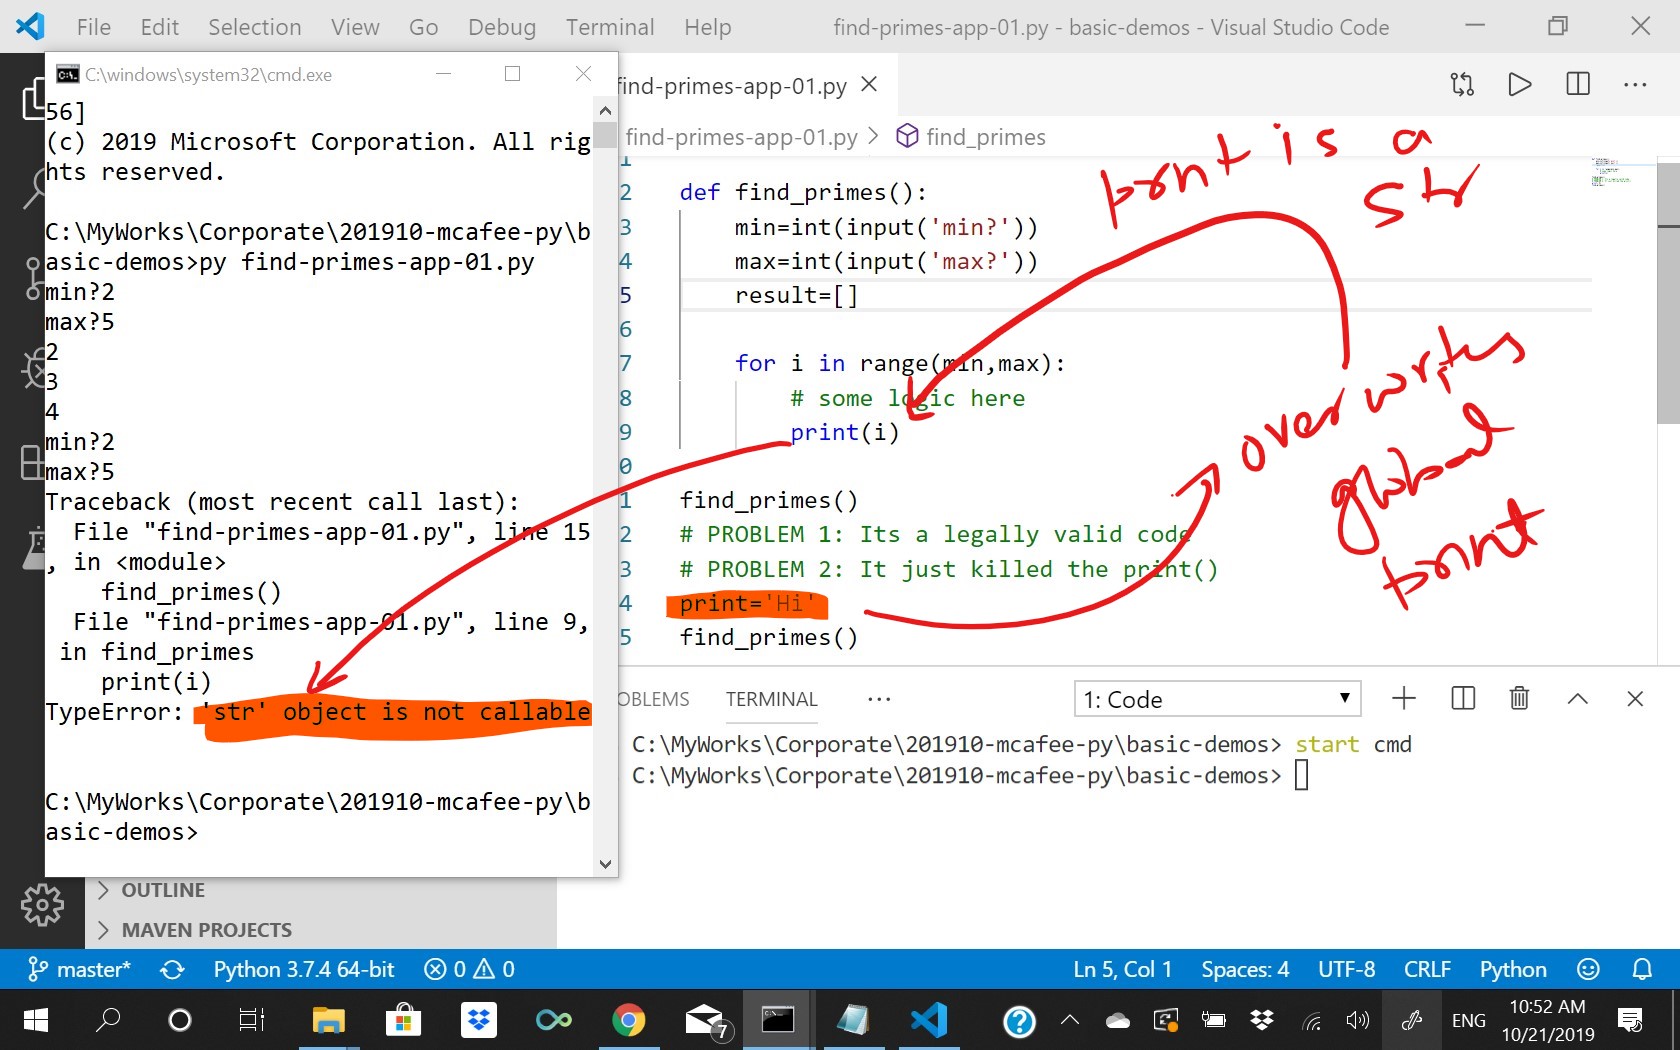 File Edit Selection View Go Debug Terminal Help
find-primes-app-01.py - basic-demos - Visual Studio Code
C:\windows\system32\cmd.exe
56]
(c) 2019 Microsoft Corporation. All rig
hts reserved.
C:\MyWorks\Corporate\201910-mcafee-py\b
asic-demos>py find-primes-app-01.py
min?2
max?5
2
3
4
min?2
max?5
Traceback (most recent call last):
File "find-primes-app-01.py", line 15
, in <module>
find_primes()
File "find-primes-app-01.py", line 9,
in find_primes
print(i)
TypeError: 'str' object is not callable
C:\MyWorks\Corporate\201910-mcafee-py\b
asic-demos>
find-primes-app-01.py
find-primes-app-01.py > find_primes
1
2 def find_primes():
3 min=int(input('min?'))
4 max=int(input('max?'))
5 result=[]
6
7 for i in range(min,max):
8 # some logic here
9 print(i)
0
1 find_primes()
2 # PROBLEM 1: Its a legally valid code
3 # PROBLEM 2: It just killed the print()
4 print='Hi'
5 find_primes()
print is a
str
overwrites
global
print
OBLEMS TERMINAL ...
1: Code
C:\MyWorks\Corporate\201910-mcafee-py\basic-demos> start cmd
C:\MyWorks\Corporate\201910-mcafee-py\basic-demos>
OUTLINE
MAVEN PROJECTS
master* Python 3.7.4 64-bit 0 0 Ln 5, Col 1 Spaces: 4 UTF-8 CRLF Python
7
ENG
10:52 AM
10/21/2019